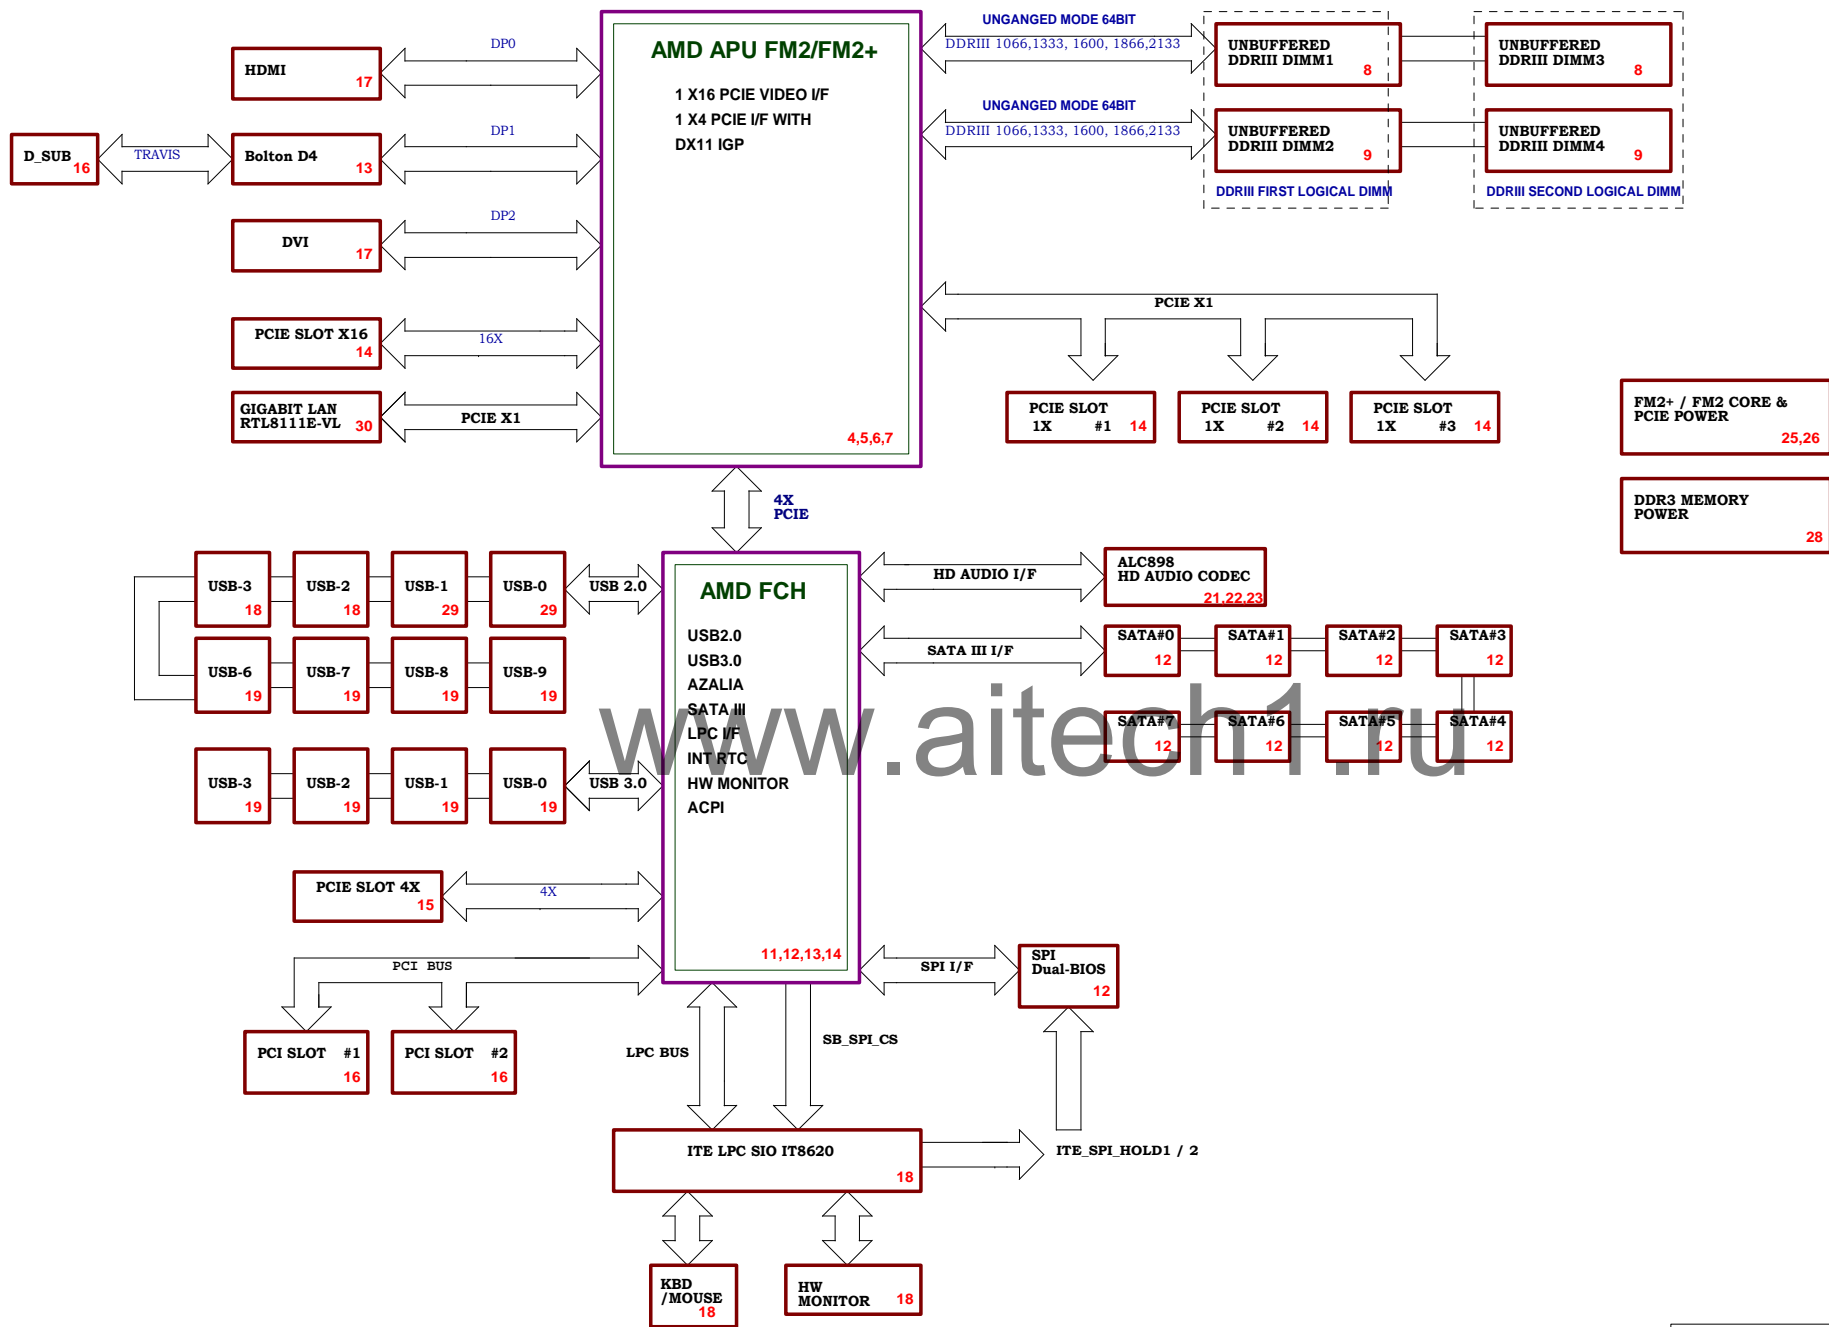 AMD APU FM2/FM2+
1 X16 PCIE VIDEO I/F
1 X4 PCIE I/F WITH
DX11 IGP
4,5,6,7
HDMI
17
DP0
D_SUB
16
TRAVIS
Bolton D4
13
DP1
DVI
17
DP2
PCIE SLOT X16
14
16X
GIGABIT LAN
RTL8111E-VL 30
PCIE X1
UNGANGED MODE 64BIT
DDRIII 1066,1333, 1600, 1866,2133
UNBUFFERED
DDRIII DIMM1
8
UNBUFFERED
DDRIII DIMM3
8
UNGANGED MODE 64BIT
DDRIII 1066,1333, 1600, 1866,2133
UNBUFFERED
DDRIII DIMM2
9
UNBUFFERED
DDRIII DIMM4
9
DDRIII FIRST LOGICAL DIMM
DDRIII SECOND LOGICAL DIMM
PCIE X1
PCIE SLOT
1X #1 14
PCIE SLOT
1X #2 14
PCIE SLOT
1X #3 14
FM2+ / FM2 CORE &
PCIE POWER
25,26
DDR3 MEMORY
POWER
28
4X
PCIE
AMD FCH
USB2.0
USB3.0
AZALIA
SATA III
LPC I/F
INT RTC
HW MONITOR
ACPI
11,12,13,14
USB-3
18
USB-2
18
USB-1
29
USB-0
29
USB 2.0
USB-6
19
USB-7
19
USB-8
19
USB-9
19
USB-3
19
USB-2
19
USB-1
19
USB-0
19
USB 3.0
HD AUDIO I/F
ALC898
HD AUDIO CODEC
21,22,23
SATA III I/F
SATA#0
12
SATA#1
12
SATA#2
12
SATA#3
12
SATA#7
12
SATA#6
12
SATA#5
12
SATA#4
12
www.aitech1.ru
PCIE SLOT 4X
15
4X
PCI BUS
PCI SLOT #1
16
PCI SLOT #2
16
SPI I/F
SPI
Dual-BIOS
12
LPC BUS
SB_SPI_CS
ITE LPC SIO IT8620
18
ITE_SPI_HOLD1 / 2
KBD
/MOUSE
18
HW
MONITOR 18